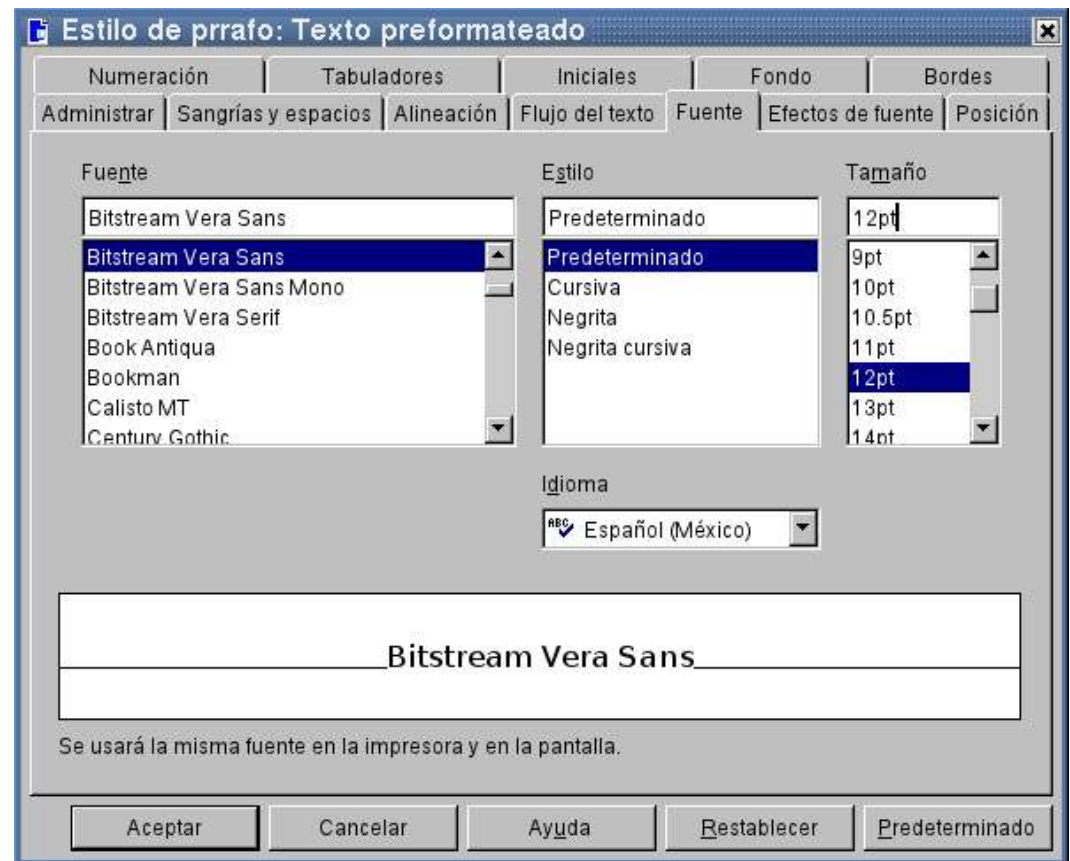 Estilo de prrafo: Texto preformateado
Numeración Tabuladores Iniciales Fondo Bordes
Administrar Sangrías y espacios Alineación Flujo del texto Fuente Efectos de fuente Posición
Fuente Estilo Tamaño
Bitstream Vera Sans Predeterminado 12pt
Bitstream Vera Sans Predeterminado 9pt
Bitstream Vera Sans Mono Cursiva 10pt
Bitstream Vera Serif Negrita 10.5pt
Book Antiqua Negrita cursiva 11pt
Bookman 12pt
Calisto MT 13pt
Century Gothic 14pt
Idioma
ABC Español (México)
Bitstream Vera Sans
Se usará la misma fuente en la impresora y en la pantalla.
Aceptar Cancelar Ayuda Restablecer Predeterminado